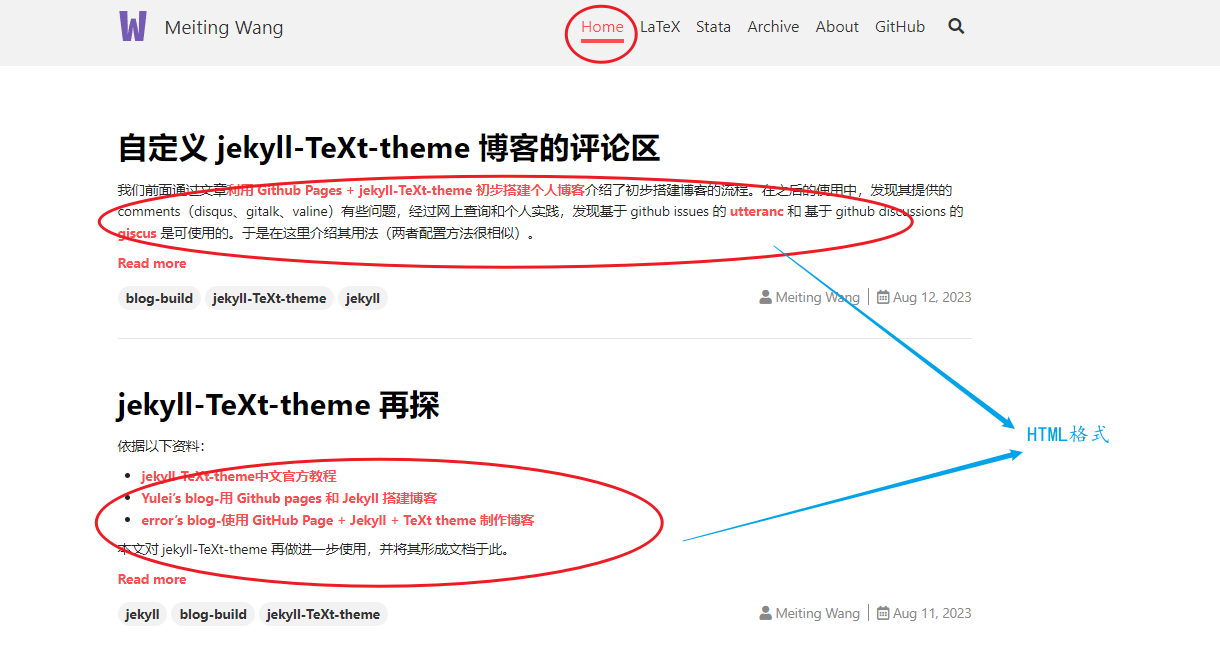 W Meiting Wang Home LaTeX Stata Archive About GitHub
自定义 jekyll-TeXt-theme 博客的评论区
我们前面通过文章利用 Github Pages + jekyll-TeXt-theme 初步搭建个人博客介绍了初步搭建博客的流程。在之后的使用中，发现其提供的
comments（disqus、gitalk、valine）有些问题，经过网上查询和个人实践，发现基于 github issues 的 utteranc 和 基于 github discussions 的
giscus 是可使用的。于是在这里介绍其用法（两者配置方法很相似）。
Read more
blog-build jekyll-TeXt-theme jekyll Meiting Wang | Aug 12, 2023
jekyll-TeXt-theme 再探
HTML格式
依据以下资料：
jekyll-TeXt-theme中文官方教程
Yulei’s blog-用 Github pages 和 Jekyll 搭建博客
error’s blog-使用 GitHub Page + Jekyll + TeXt theme 制作博客
本文对 jekyll-TeXt-theme 再做进一步使用，并将其形成文档于此。
Read more
jekyll blog-build jekyll-TeXt-theme Meiting Wang | Aug 11, 2023